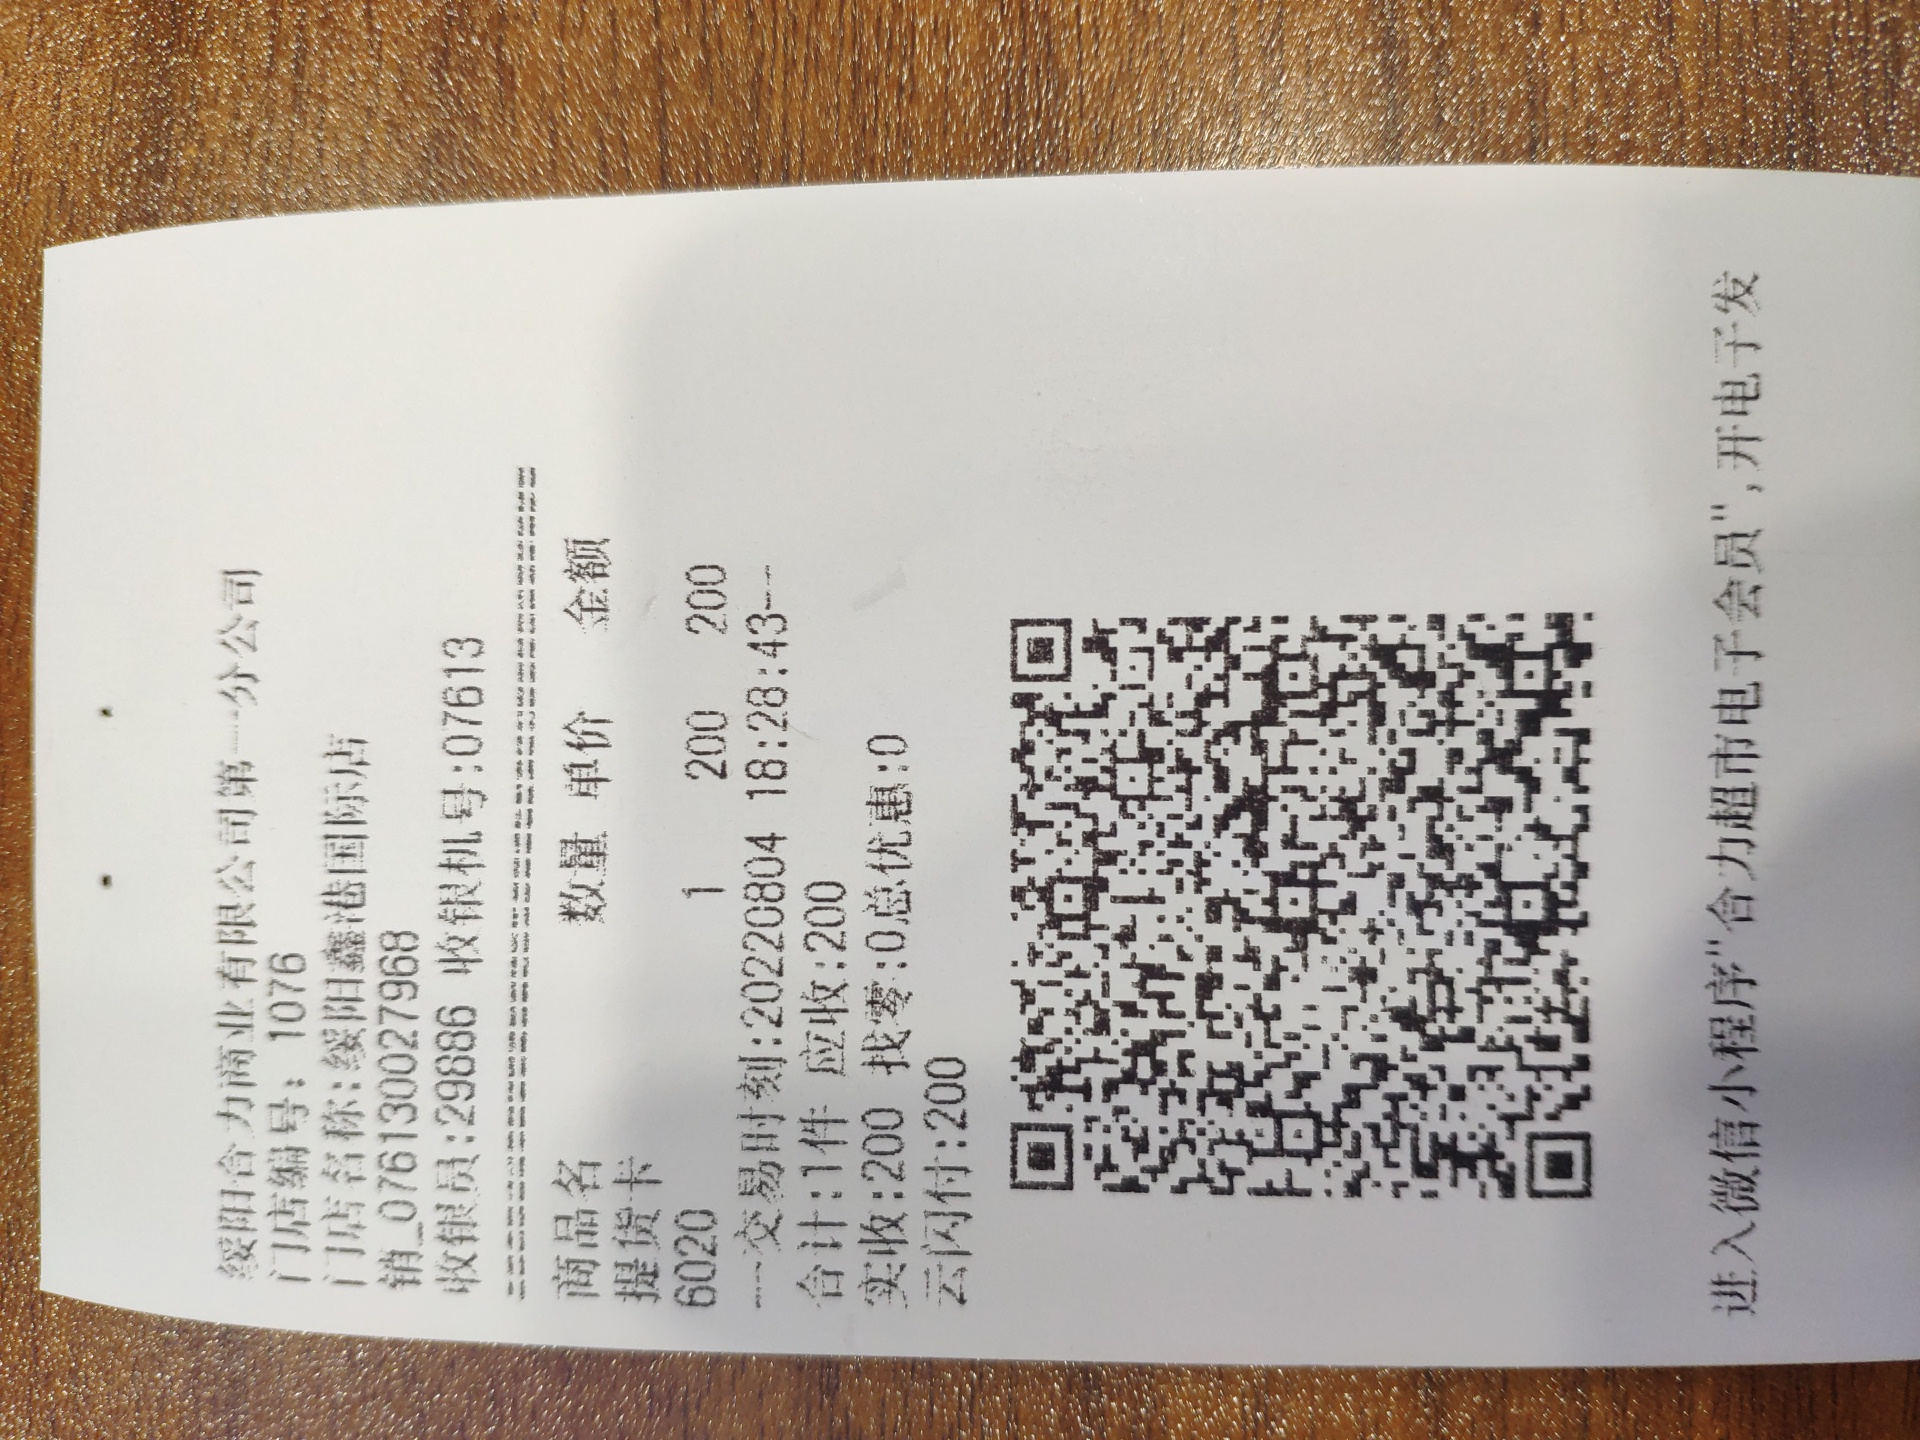 绥阳合力商业有限公司第一分公司
门店编号: 1076
门店名称:绥阳鑫港国际店
销_0761300279​68
收银员:29886 收银机号:07613
商品名 数量 单价 金额
提货卡
6020 1 200 200
--交易时刻:20220804 18:28:43--
合计:1件 应收:200
实收:200 找零:0总优惠:0
云闪付:200
进入微信小程序"合力超市电子会员",开电子发